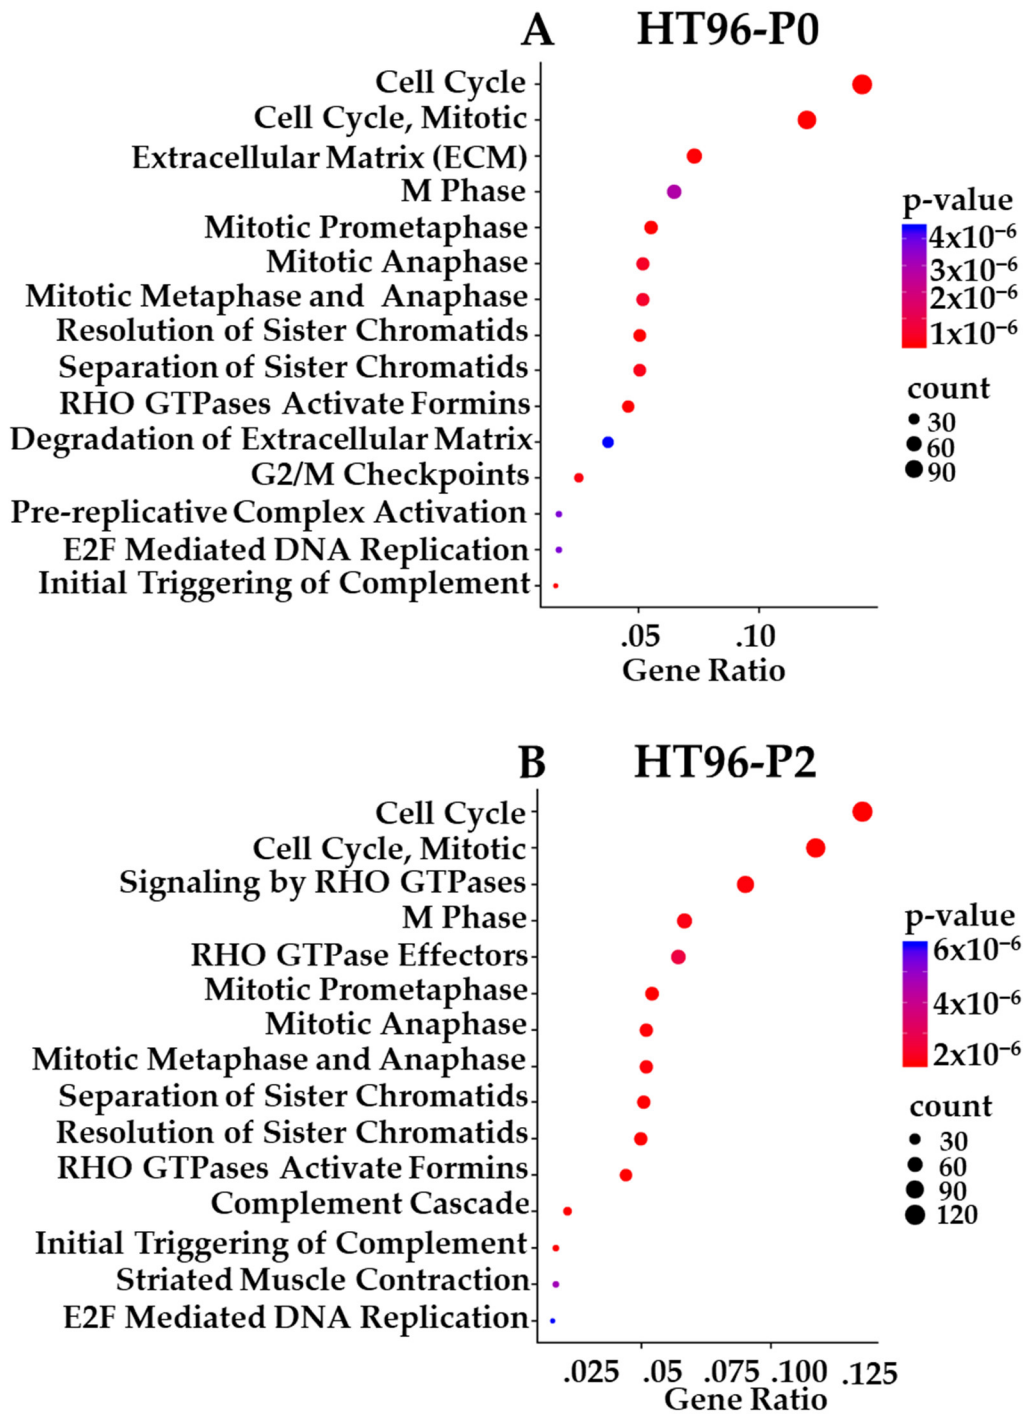 A HT96-P0
Cell Cycle
Cell Cycle, Mitotic
Extracellular Matrix (ECM)
M Phase
Mitotic Prometaphase
Mitotic Anaphase
Mitotic Metaphase and Anaphase
Resolution of Sister Chromatids
Separation of Sister Chromatids
RHO GTPases Activate Formins
Degradation of Extracellular Matrix
G2/M Checkpoints
Pre-replicative Complex Activation
E2F Mediated DNA Replication
Initial Triggering of Complement
.05 .10
Gene Ratio
p-value
4x10⁻⁶
3x10⁻⁶
2x10⁻⁶
1x10⁻⁶
count
30
60
90
B HT96-P2
Cell Cycle
Cell Cycle, Mitotic
Signaling by RHO GTPases
M Phase
RHO GTPase Effectors
Mitotic Prometaphase
Mitotic Anaphase
Mitotic Metaphase and Anaphase
Separation of Sister Chromatids
Resolution of Sister Chromatids
RHO GTPases Activate Formins
Complement Cascade
Initial Triggering of Complement
Striated Muscle Contraction
E2F Mediated DNA Replication
.025 .05 .075 .100 .125
Gene Ratio
p-value
6x10⁻⁶
4x10⁻⁶
2x10⁻⁶
count
30
60
90
120